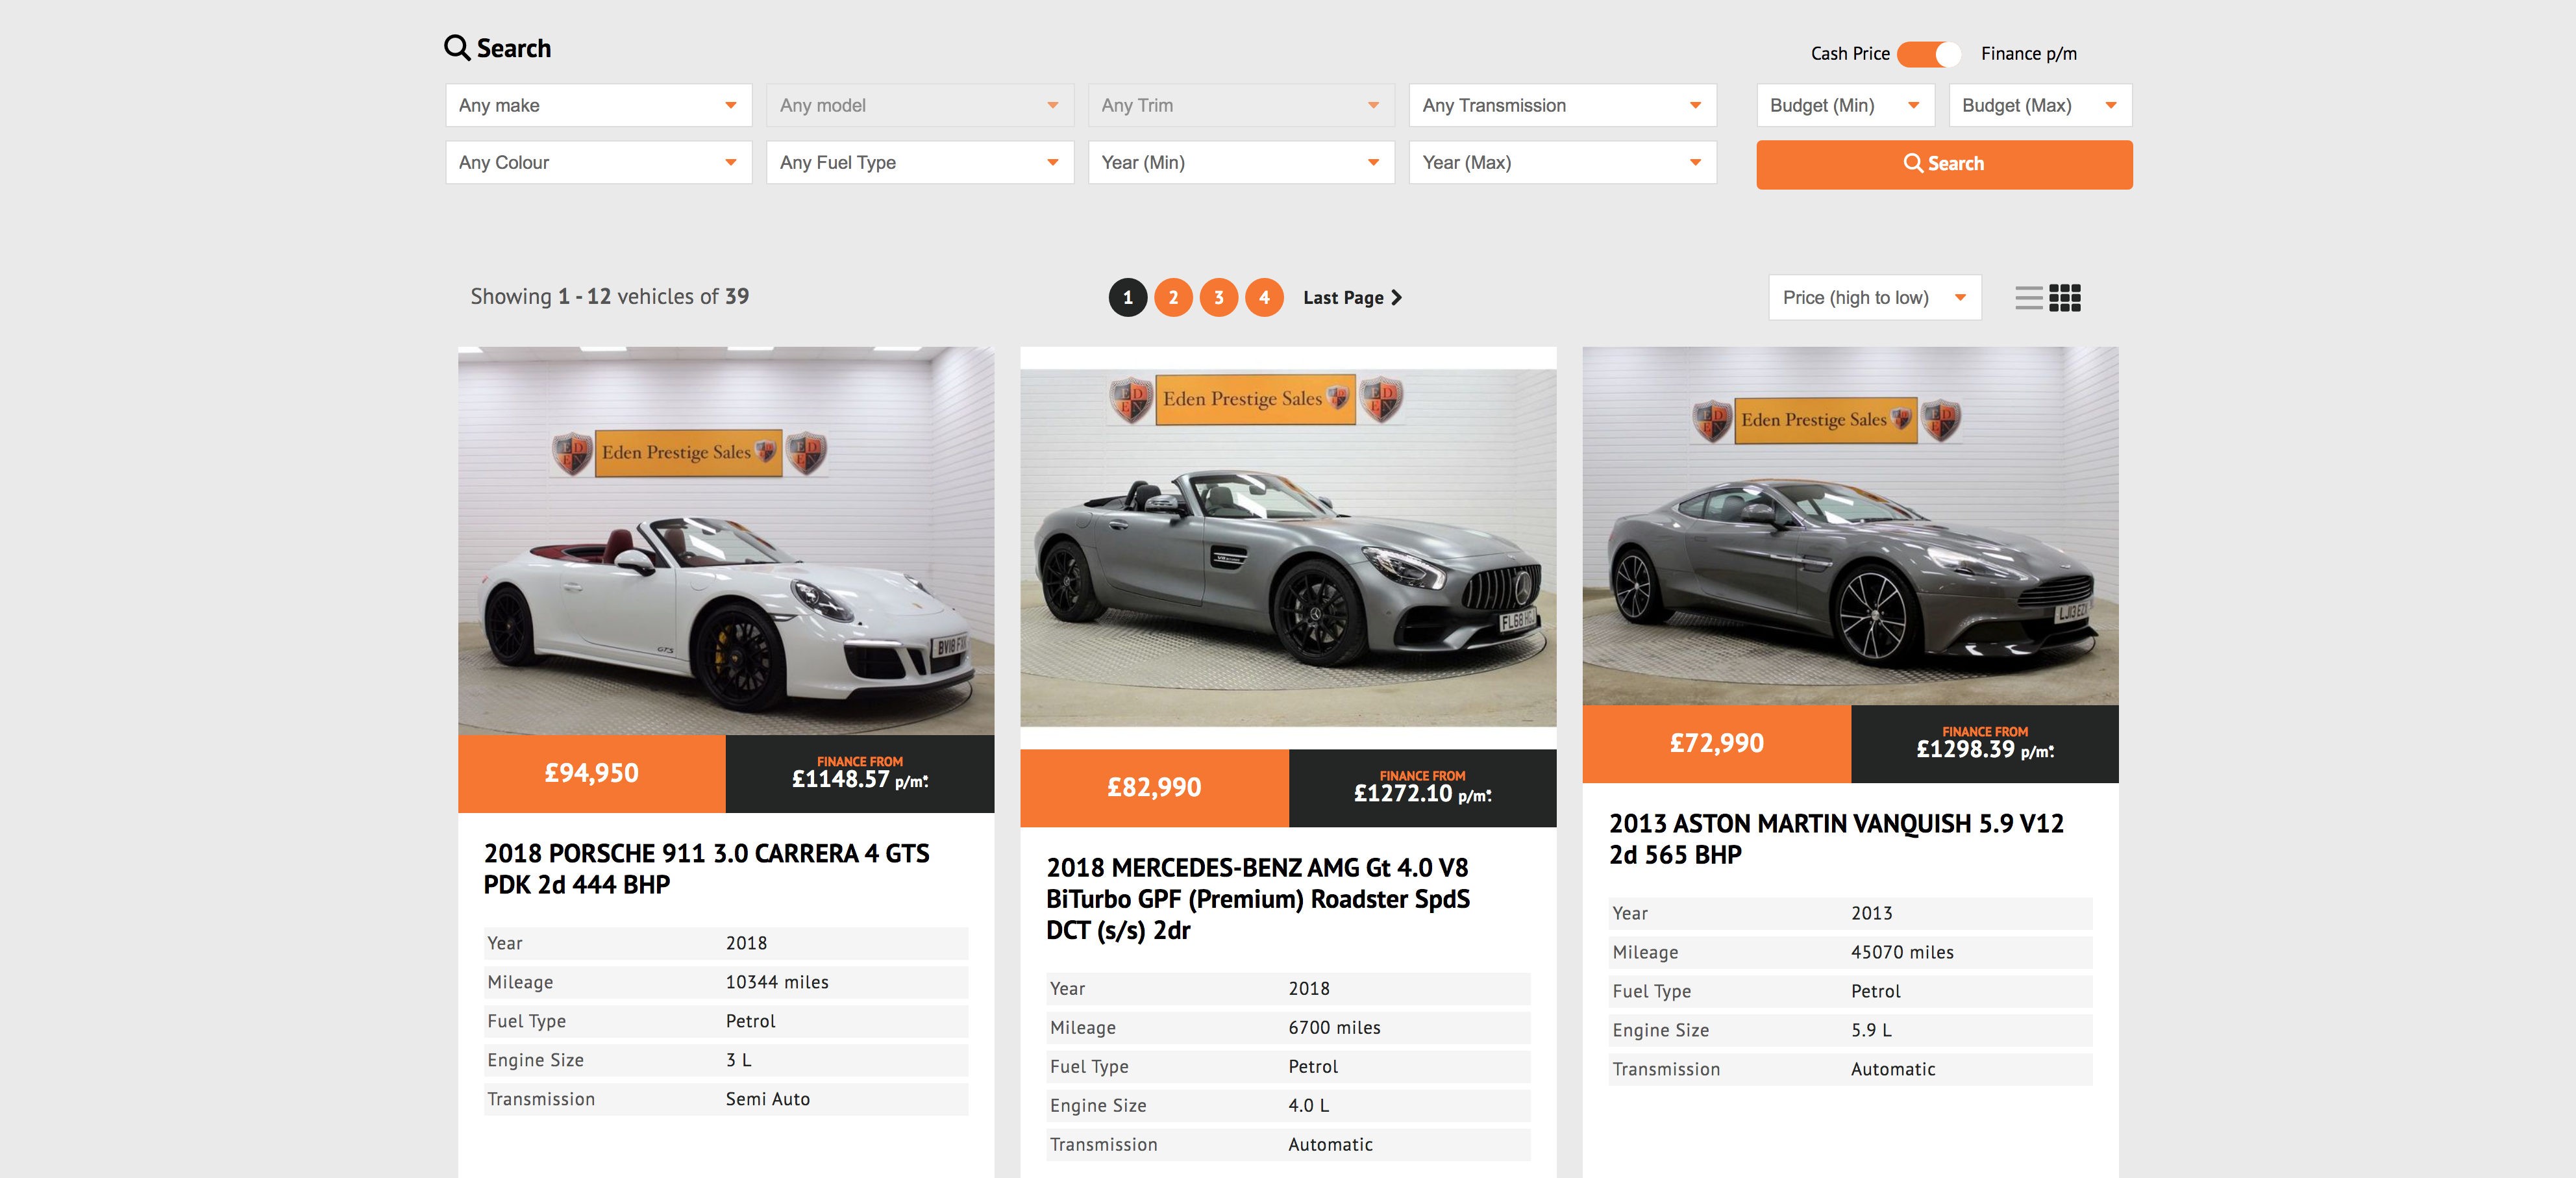 Search
Cash Price Finance p/m
Any make Any model Any Trim Any Transmission Budget (Min) Budget (Max)
Any Colour Any Fuel Type Year (Min) Year (Max) Search
Showing 1 - 12 vehicles of 39 1 2 3 4 Last Page Price (high to low)
Eden Prestige Sales
GTS
BV18
£94,950
FINANCE FROM
£1148.57 p/m*:
2018 PORSCHE 911 3.0 CARRERA 4 GTS
PDK 2d 444 BHP
Year 2018
Mileage 10344 miles
Fuel Type Petrol
Engine Size 3 L
Transmission Semi Auto
Eden Prestige Sales
FL68
£82,990
FINANCE FROM
£1272.10 p/m*:
2018 MERCEDES-BENZ AMG Gt 4.0 V8
BiTurbo GPF (Premium) Roadster SpdS
DCT (s/s) 2dr
Year 2018
Mileage 6700 miles
Fuel Type Petrol
Engine Size 4.0 L
Transmission Automatic
Eden Prestige Sales
£72,990
FINANCE FROM
£1298.39 p/m*:
2013 ASTON MARTIN VANQUISH 5.9 V12
2d 565 BHP
Year 2013
Mileage 45070 miles
Fuel Type Petrol
Engine Size 5.9 L
Transmission Automatic